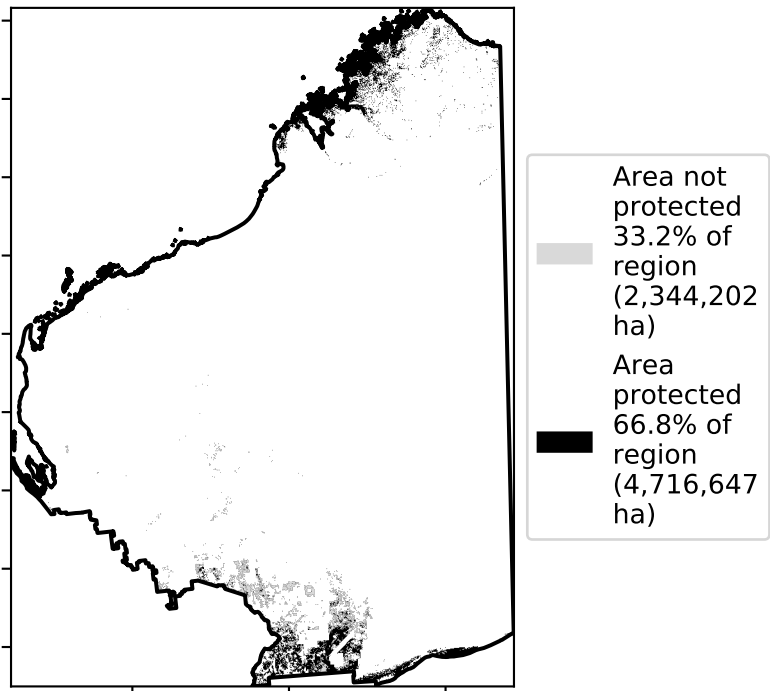 Area not
protected
33.2% of
region
(2,344,202
ha)
Area
protected
66.8% of
region
(4,716,647
ha)